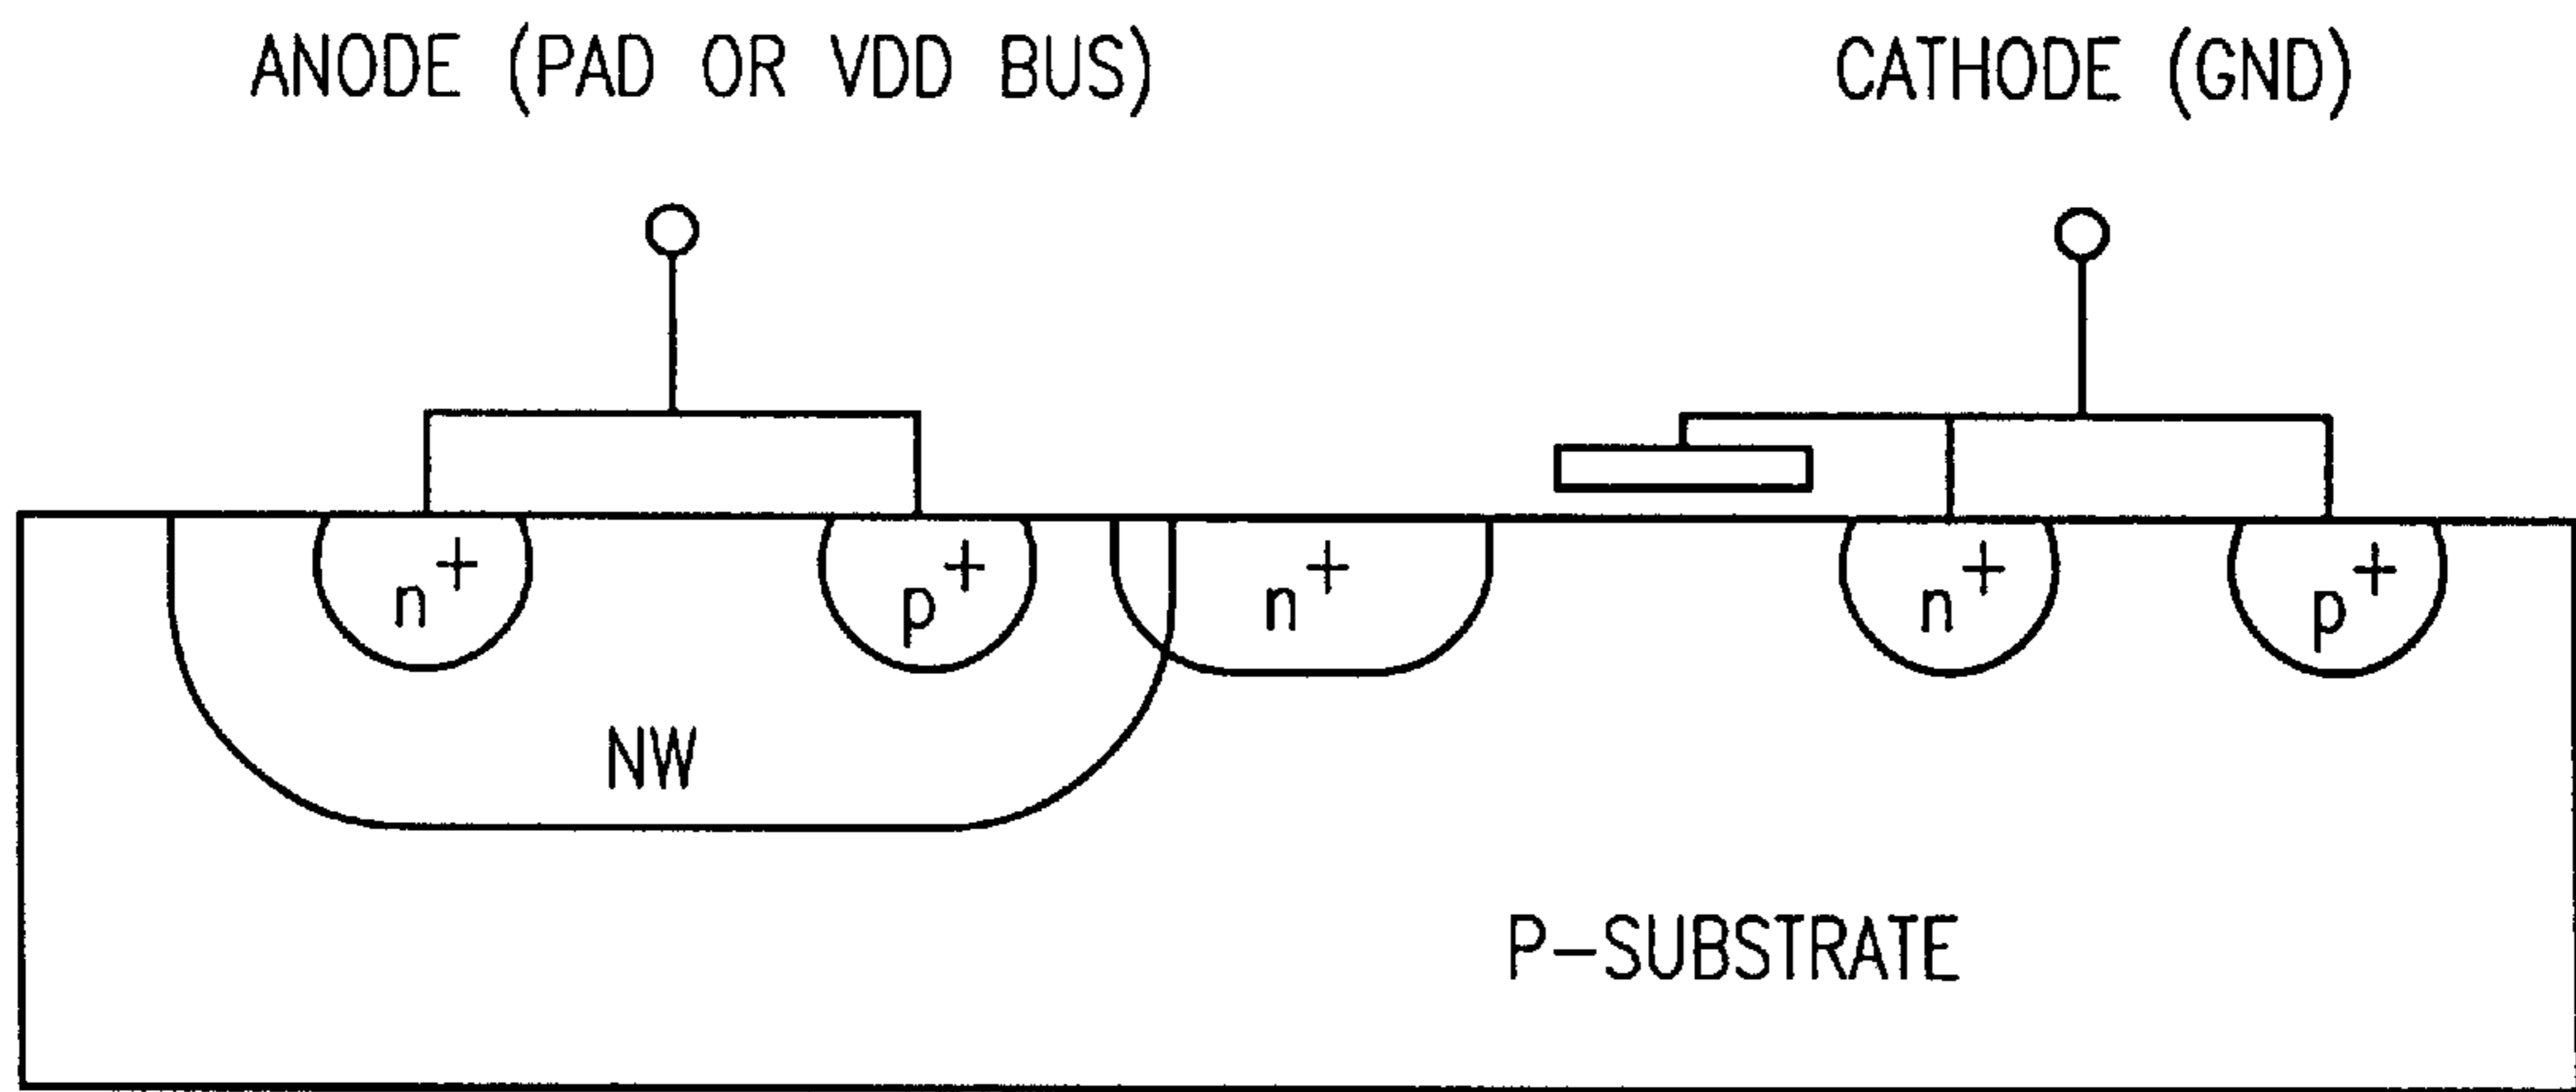 ANODE (PAD OR VDD BUS) CATHODE (GND)
n+ p+ n+ n+ p+
NW
P-SUBSTRATE